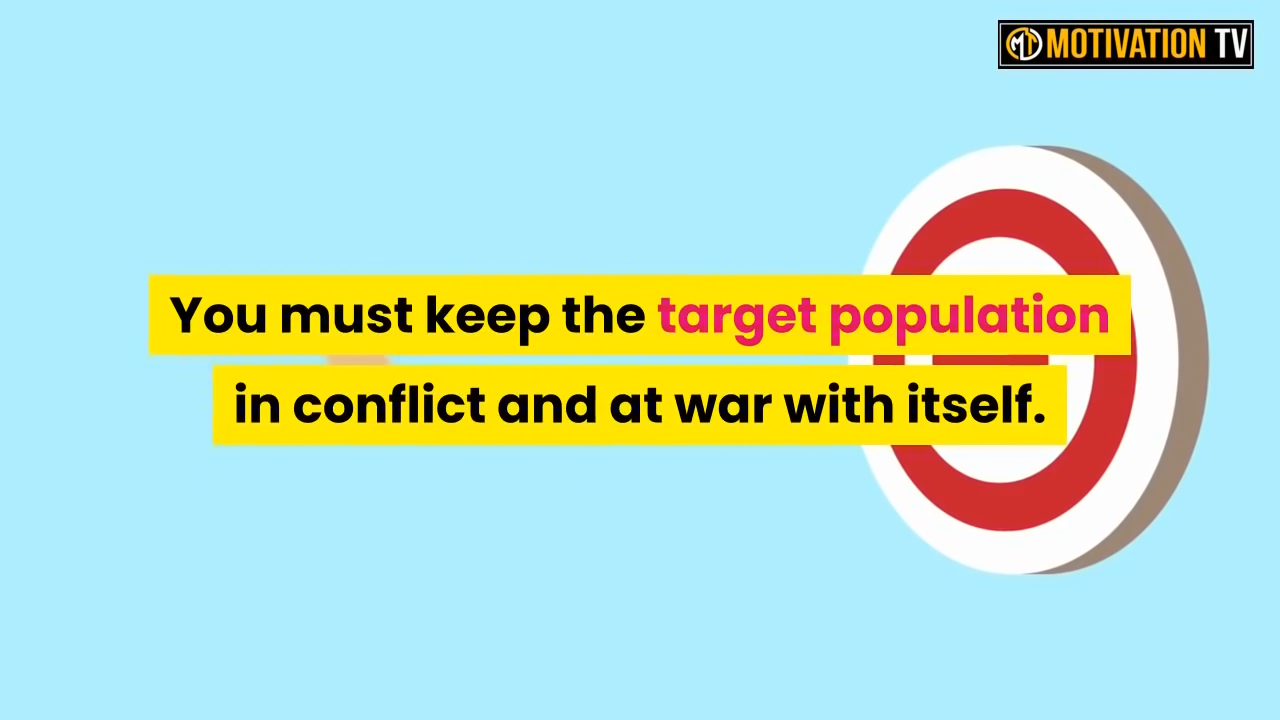 MOTIVATION TV
You must keep the target population
in conflict and at war with itself.